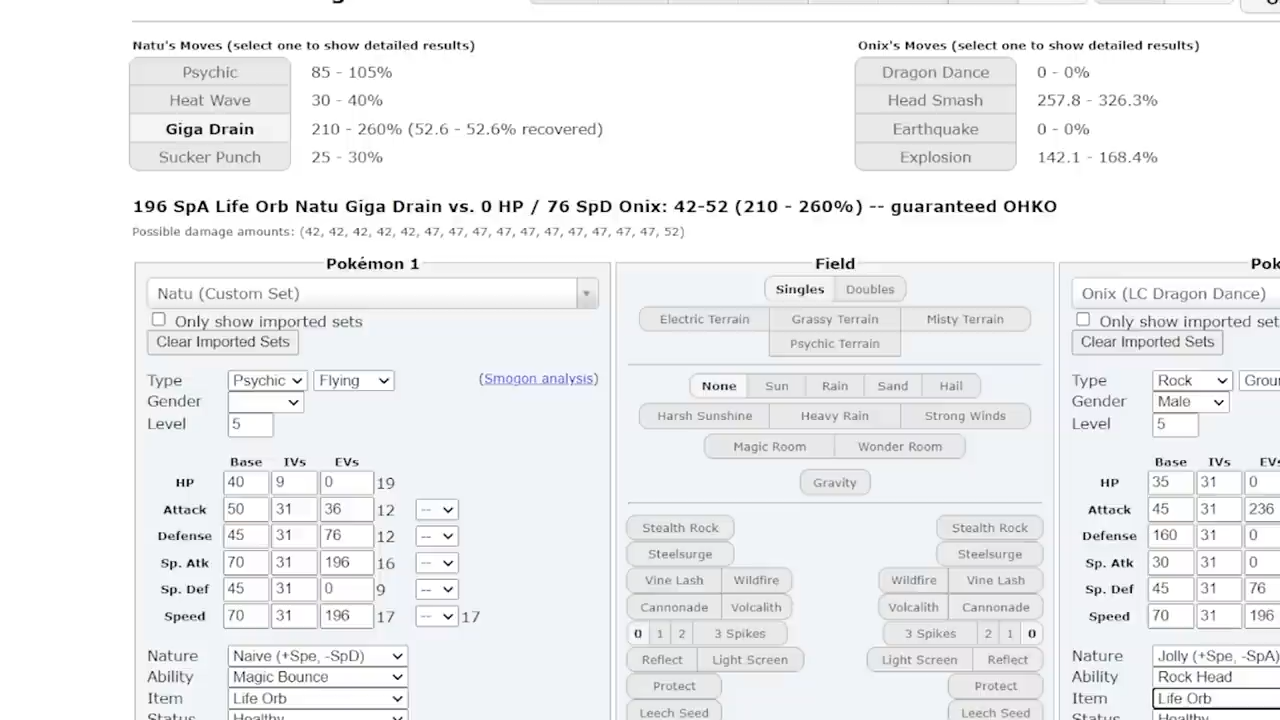 Natu's Moves (select one to show detailed results)
Onix's Moves (select one to show detailed results)
Psychic 85 - 105%
Heat Wave 30 - 40%
Giga Drain 210 - 260% (52.6 - 52.6% recovered)
Sucker Punch 25 - 30%
Dragon Dance 0 - 0%
Head Smash 257.8 - 326.3%
Earthquake 0 - 0%
Explosion 142.1 - 168.4%
196 SpA Life Orb Natu Giga Drain vs. 0 HP / 76 SpD Onix: 42-52 (210 - 260%) -- guaranteed OHKO
Possible damage amounts: (42, 42, 42, 42, 42, 47, 47, 47, 47, 47, 47, 47, 47, 47, 47, 52)
Pokémon 1
Natu (Custom Set)
Only show imported sets
Clear Imported Sets
Type Psychic Flying (Smogon analysis)
Gender
Level 5
Base IVs EVs
HP 40 9 0 19
Attack 50 31 36 12 --
Defense 45 31 76 12 --
Sp. Atk 70 31 196 16 --
Sp. Def 45 31 0 9 --
Speed 70 31 196 17 -- 17
Nature Naive (+Spe, -SpD)
Ability Magic Bounce
Item Life Orb
Status Healthy
Field
Singles Doubles
Electric Terrain Grassy Terrain Misty Terrain
Psychic Terrain
None Sun Rain Sand Hail
Harsh Sunshine Heavy Rain Strong Winds
Magic Room Wonder Room
Gravity
Stealth Rock Stealth Rock
Steelsurge Steelsurge
Vine Lash Wildfire Wildfire Vine Lash
Cannonade Volcalith Volcalith Cannonade
0 1 2 3 Spikes 3 Spikes 2 1 0
Reflect Light Screen Light Screen Reflect
Protect Protect
Leech Seed Leech Seed
Pok
Onix (LC Dragon Dance)
Only show imported set
Clear Imported Sets
Type Rock Grour
Gender Male
Level 5
Base IVs EVs
HP 35 31 0
Attack 45 31 236
Defense 160 31 0
Sp. Atk 30 31 0
Sp. Def 45 31 76
Speed 70 31 196
Nature Jolly (+Spe, -SpA)
Ability Rock Head
Item Life Orb
Status Healthy